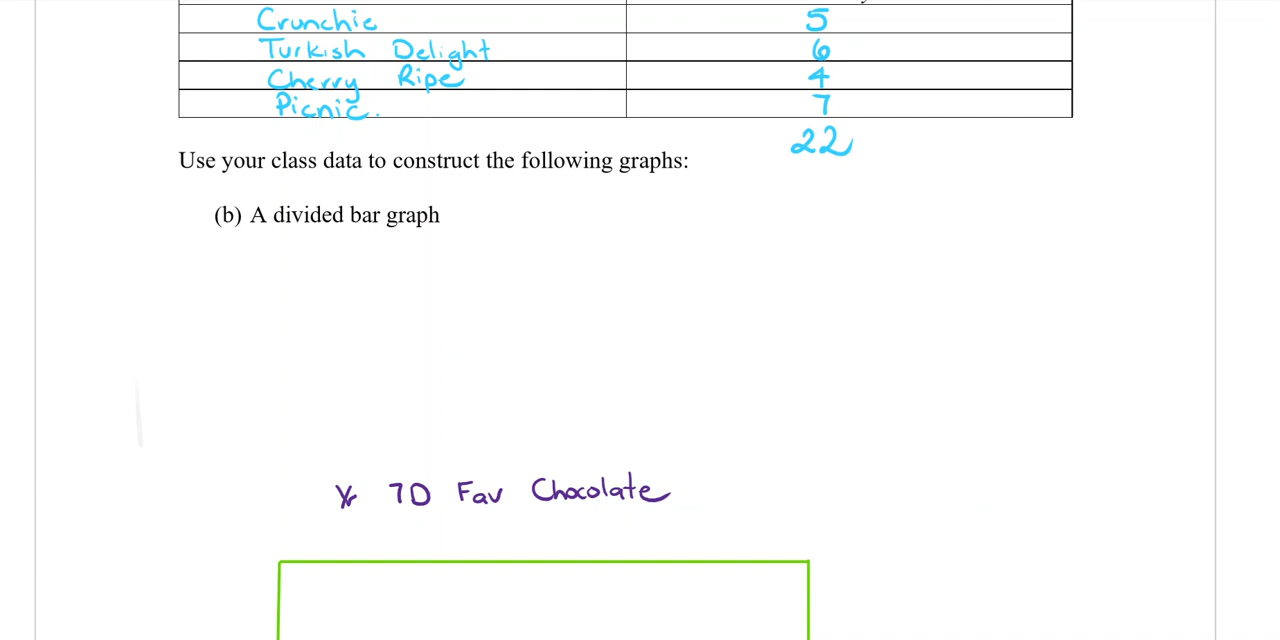 Crunchie 5
Turkish Delight 6
Cherry Ripe 4
Picnic. 7
22
Use your class data to construct the following graphs:
(b) A divided bar graph
Yr 7D Fav Chocolate